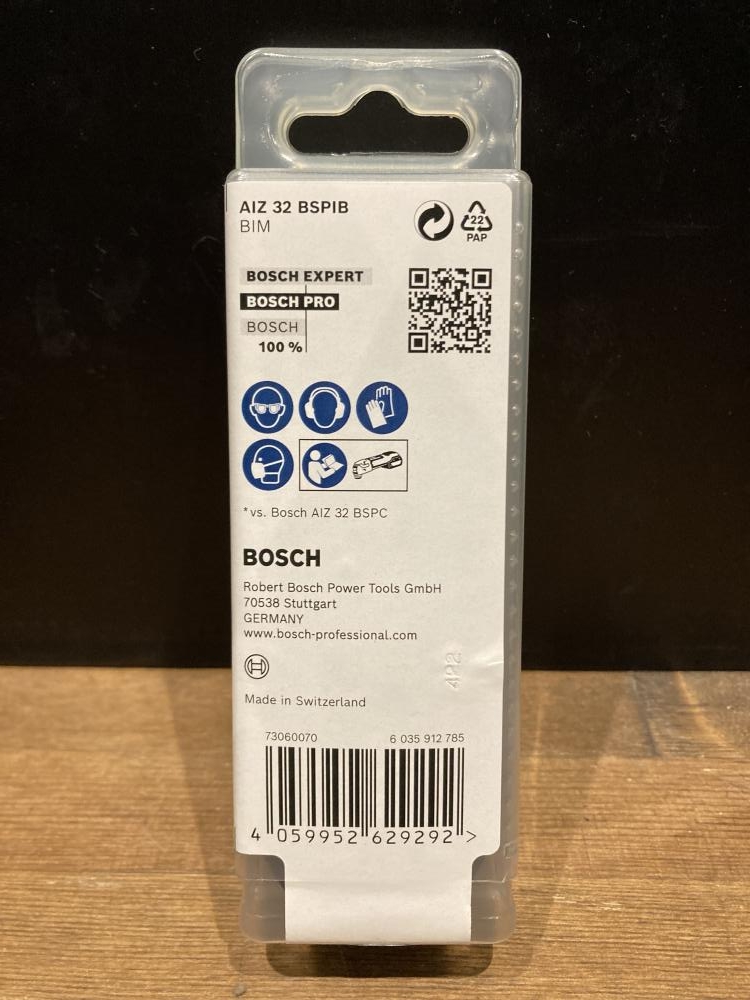 AIZ 32 BSPIB
BIM
22
PAP
BOSCH EXPERT
BOSCH PRO
BOSCH
100 %
*vs. Bosch AIZ 32 BSPC
BOSCH
Robert Bosch Power Tools GmbH
70538 Stuttgart
GERMANY
www.bosch-professional.com
422
Made in Switzerland
73060070 6 035 912 785
4 059952 629292 >